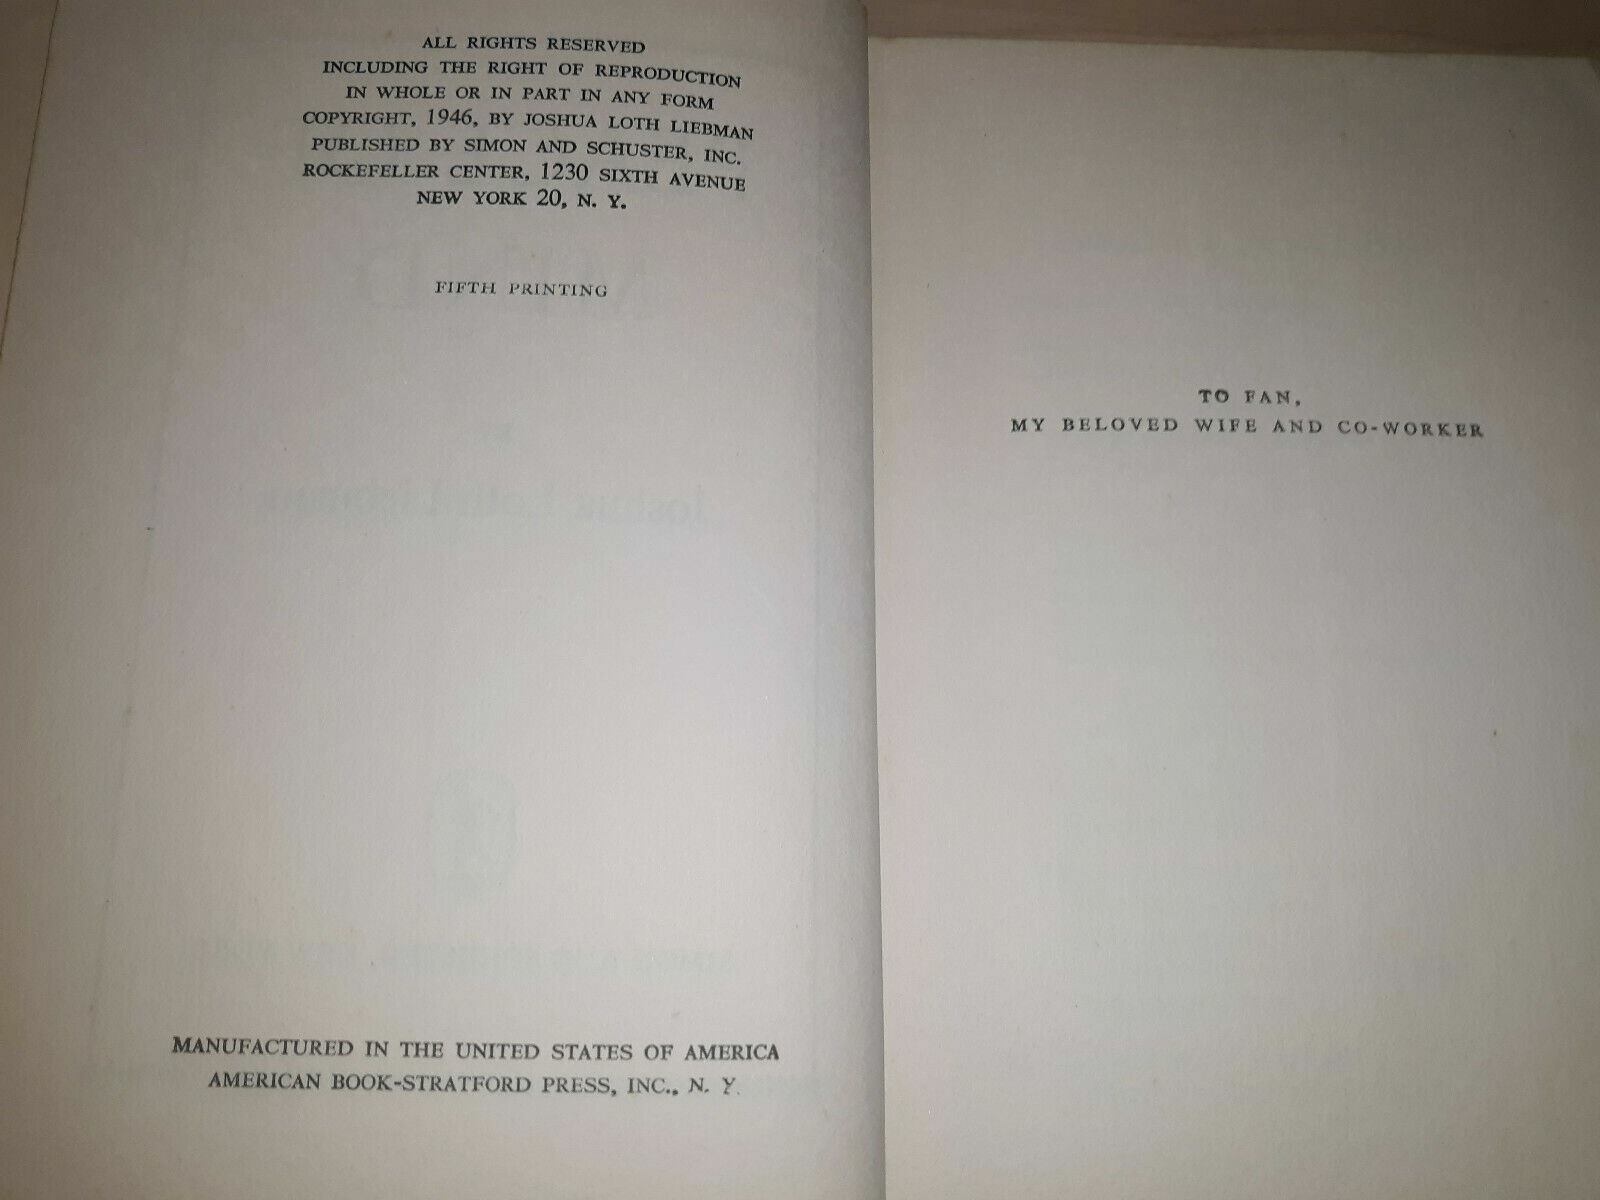 ALL RIGHTS RESERVED
INCLUDING THE RIGHT OF REPRODUCTION
IN WHOLE OR IN PART IN ANY FORM
COPYRIGHT, 1946, BY JOSHUA LOTH LIEBMAN
PUBLISHED BY SIMON AND SCHUSTER, INC.
ROCKEFELLER CENTER, 1230 SIXTH AVENUE
NEW YORK 20, N. Y.
FIFTH PRINTING
MANUFACTURED IN THE UNITED STATES OF AMERICA
AMERICAN BOOK-STRATFORD PRESS, INC., N. Y.
TO FAN,
MY BELOVED WIFE AND CO-WORKER